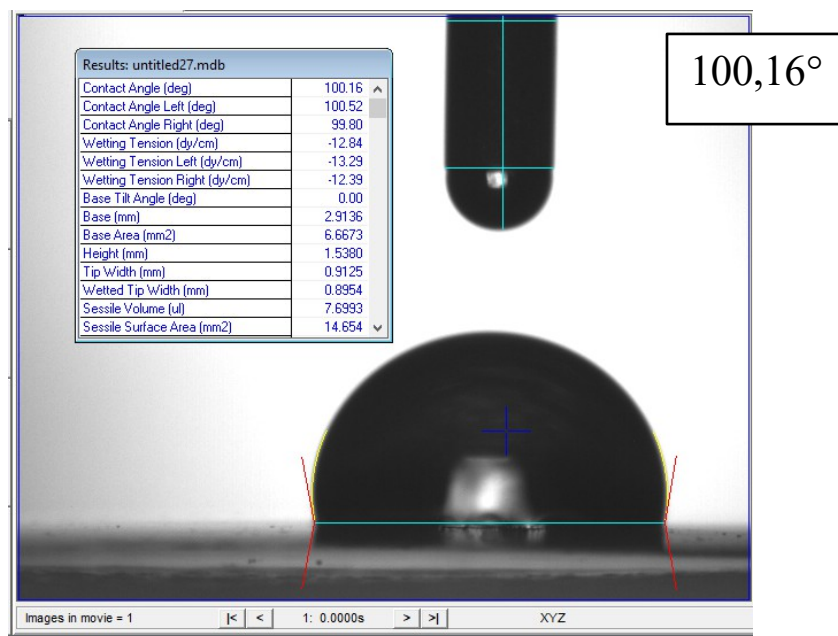 Results: untitled27.mdb
Contact Angle (deg) 100.16
Contact Angle Left (deg) 100.52
Contact Angle Right (deg) 99.80
Wetting Tension (dy/cm) -12.84
Wetting Tension Left (dy/cm) -13.29
Wetting Tension Right (dy/cm) -12.39
Base Tilt Angle (deg) 0.00
Base (mm) 2.9136
Base Area (mm2) 6.6673
Height (mm) 1.5380
Tip Width (mm) 0.9125
Wetted Tip Width (mm) 0.8954
Sessile Volume (ul) 7.6993
Sessile Surface Area (mm2) 14.654
100,16°
Images in movie = 1 |< < 1: 0.0000s > >| XYZ